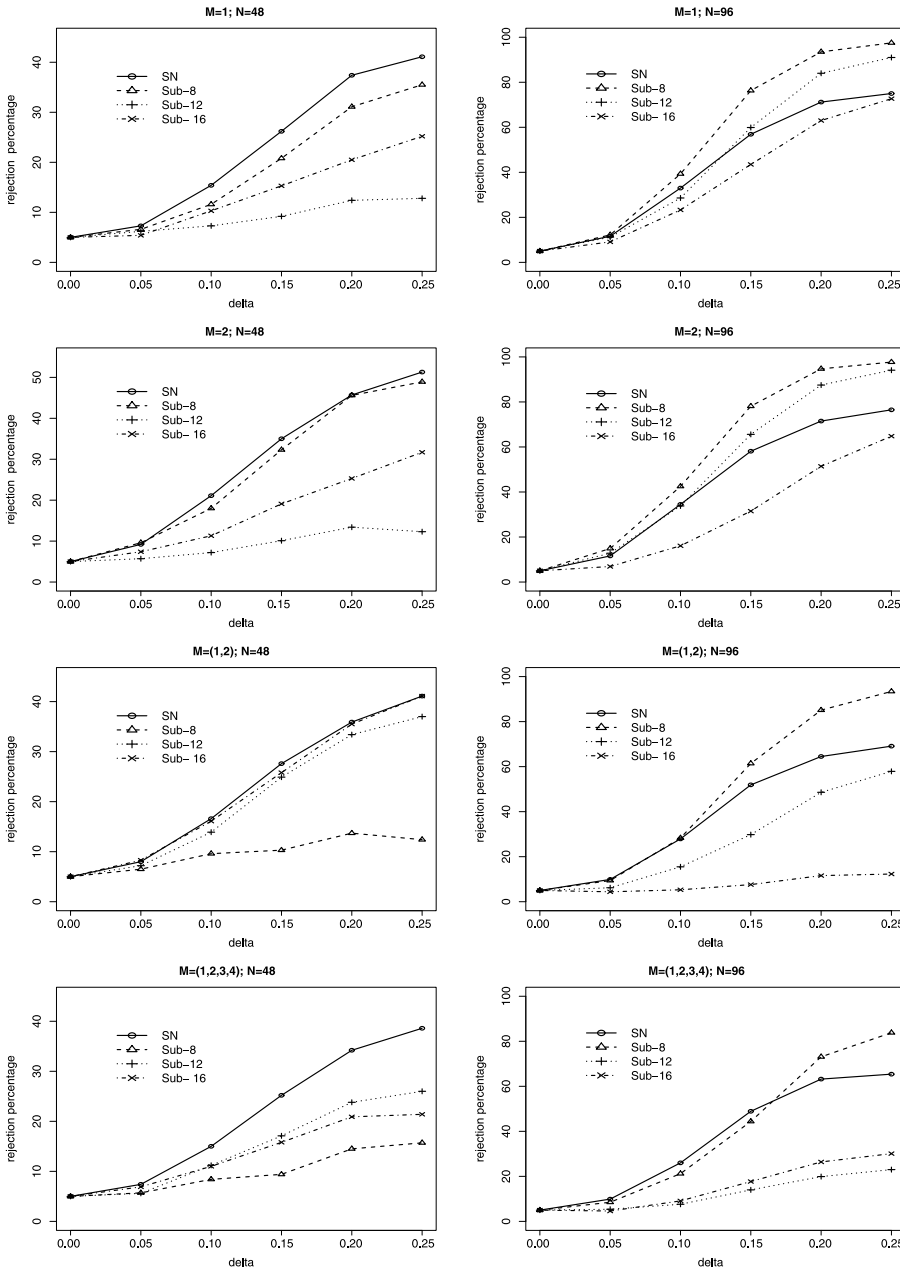 M=1; N=48
rejection percentage
0 10 20 30 40
SN
Sub-8
Sub-12
Sub- 16
0.00 0.05 0.10 0.15 0.20 0.25
delta
M=1; N=96
rejection percentage
0 20 40 60 80 100
SN
Sub-8
Sub-12
Sub- 16
0.00 0.05 0.10 0.15 0.20 0.25
delta
M=2; N=48
rejection percentage
0 10 20 30 40 50
SN
Sub-8
Sub-12
Sub- 16
0.00 0.05 0.10 0.15 0.20 0.25
delta
M=2; N=96
rejection percentage
0 20 40 60 80 100
SN
Sub-8
Sub-12
Sub- 16
0.00 0.05 0.10 0.15 0.20 0.25
delta
M=(1,2); N=48
rejection percentage
0 10 20 30 40
SN
Sub-8
Sub-12
Sub- 16
0.00 0.05 0.10 0.15 0.20 0.25
delta
M=(1,2); N=96
rejection percentage
0 20 40 60 80 100
SN
Sub-8
Sub-12
Sub- 16
0.00 0.05 0.10 0.15 0.20 0.25
delta
M=(1,2,3,4); N=48
rejection percentage
0 10 20 30 40
SN
Sub-8
Sub-12
Sub- 16
0.00 0.05 0.10 0.15 0.20 0.25
delta
M=(1,2,3,4); N=96
rejection percentage
0 20 40 60 80 100
SN
Sub-8
Sub-12
Sub- 16
0.00 0.05 0.10 0.15 0.20 0.25
delta